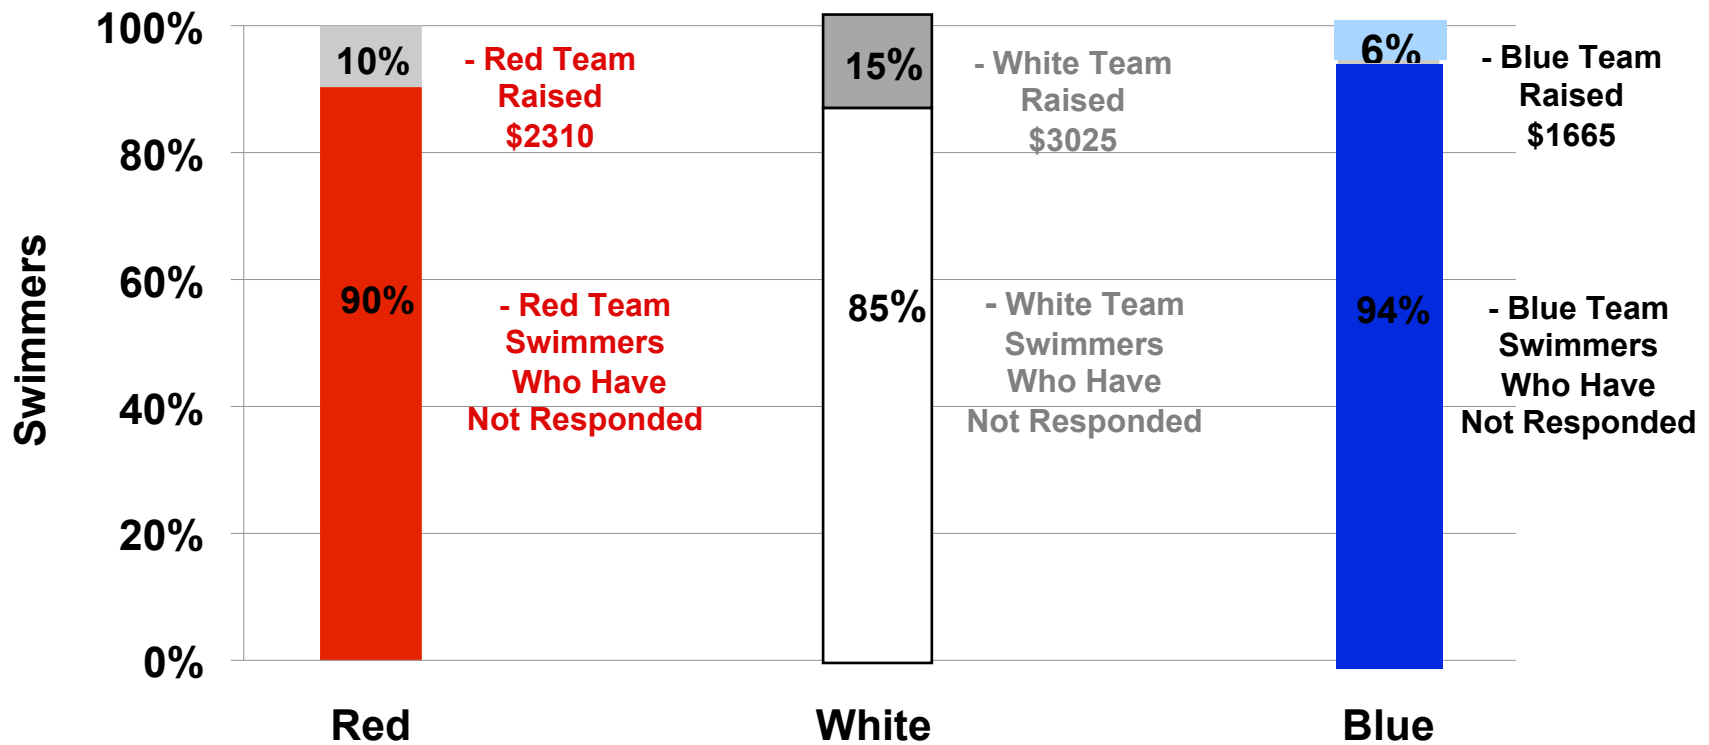 100%
80%
60%
40%
20%
0%
Swimmers
10%
- Red Team
Raised
$2310
90%
- Red Team
Swimmers
Who Have
Not Responded
15%
- White Team
Raised
$3025
85%
- White Team
Swimmers
Who Have
Not Responded
6%
- Blue Team
Raised
$1665
94%
- Blue Team
Swimmers
Who Have
Not Responded
Red
White
Blue